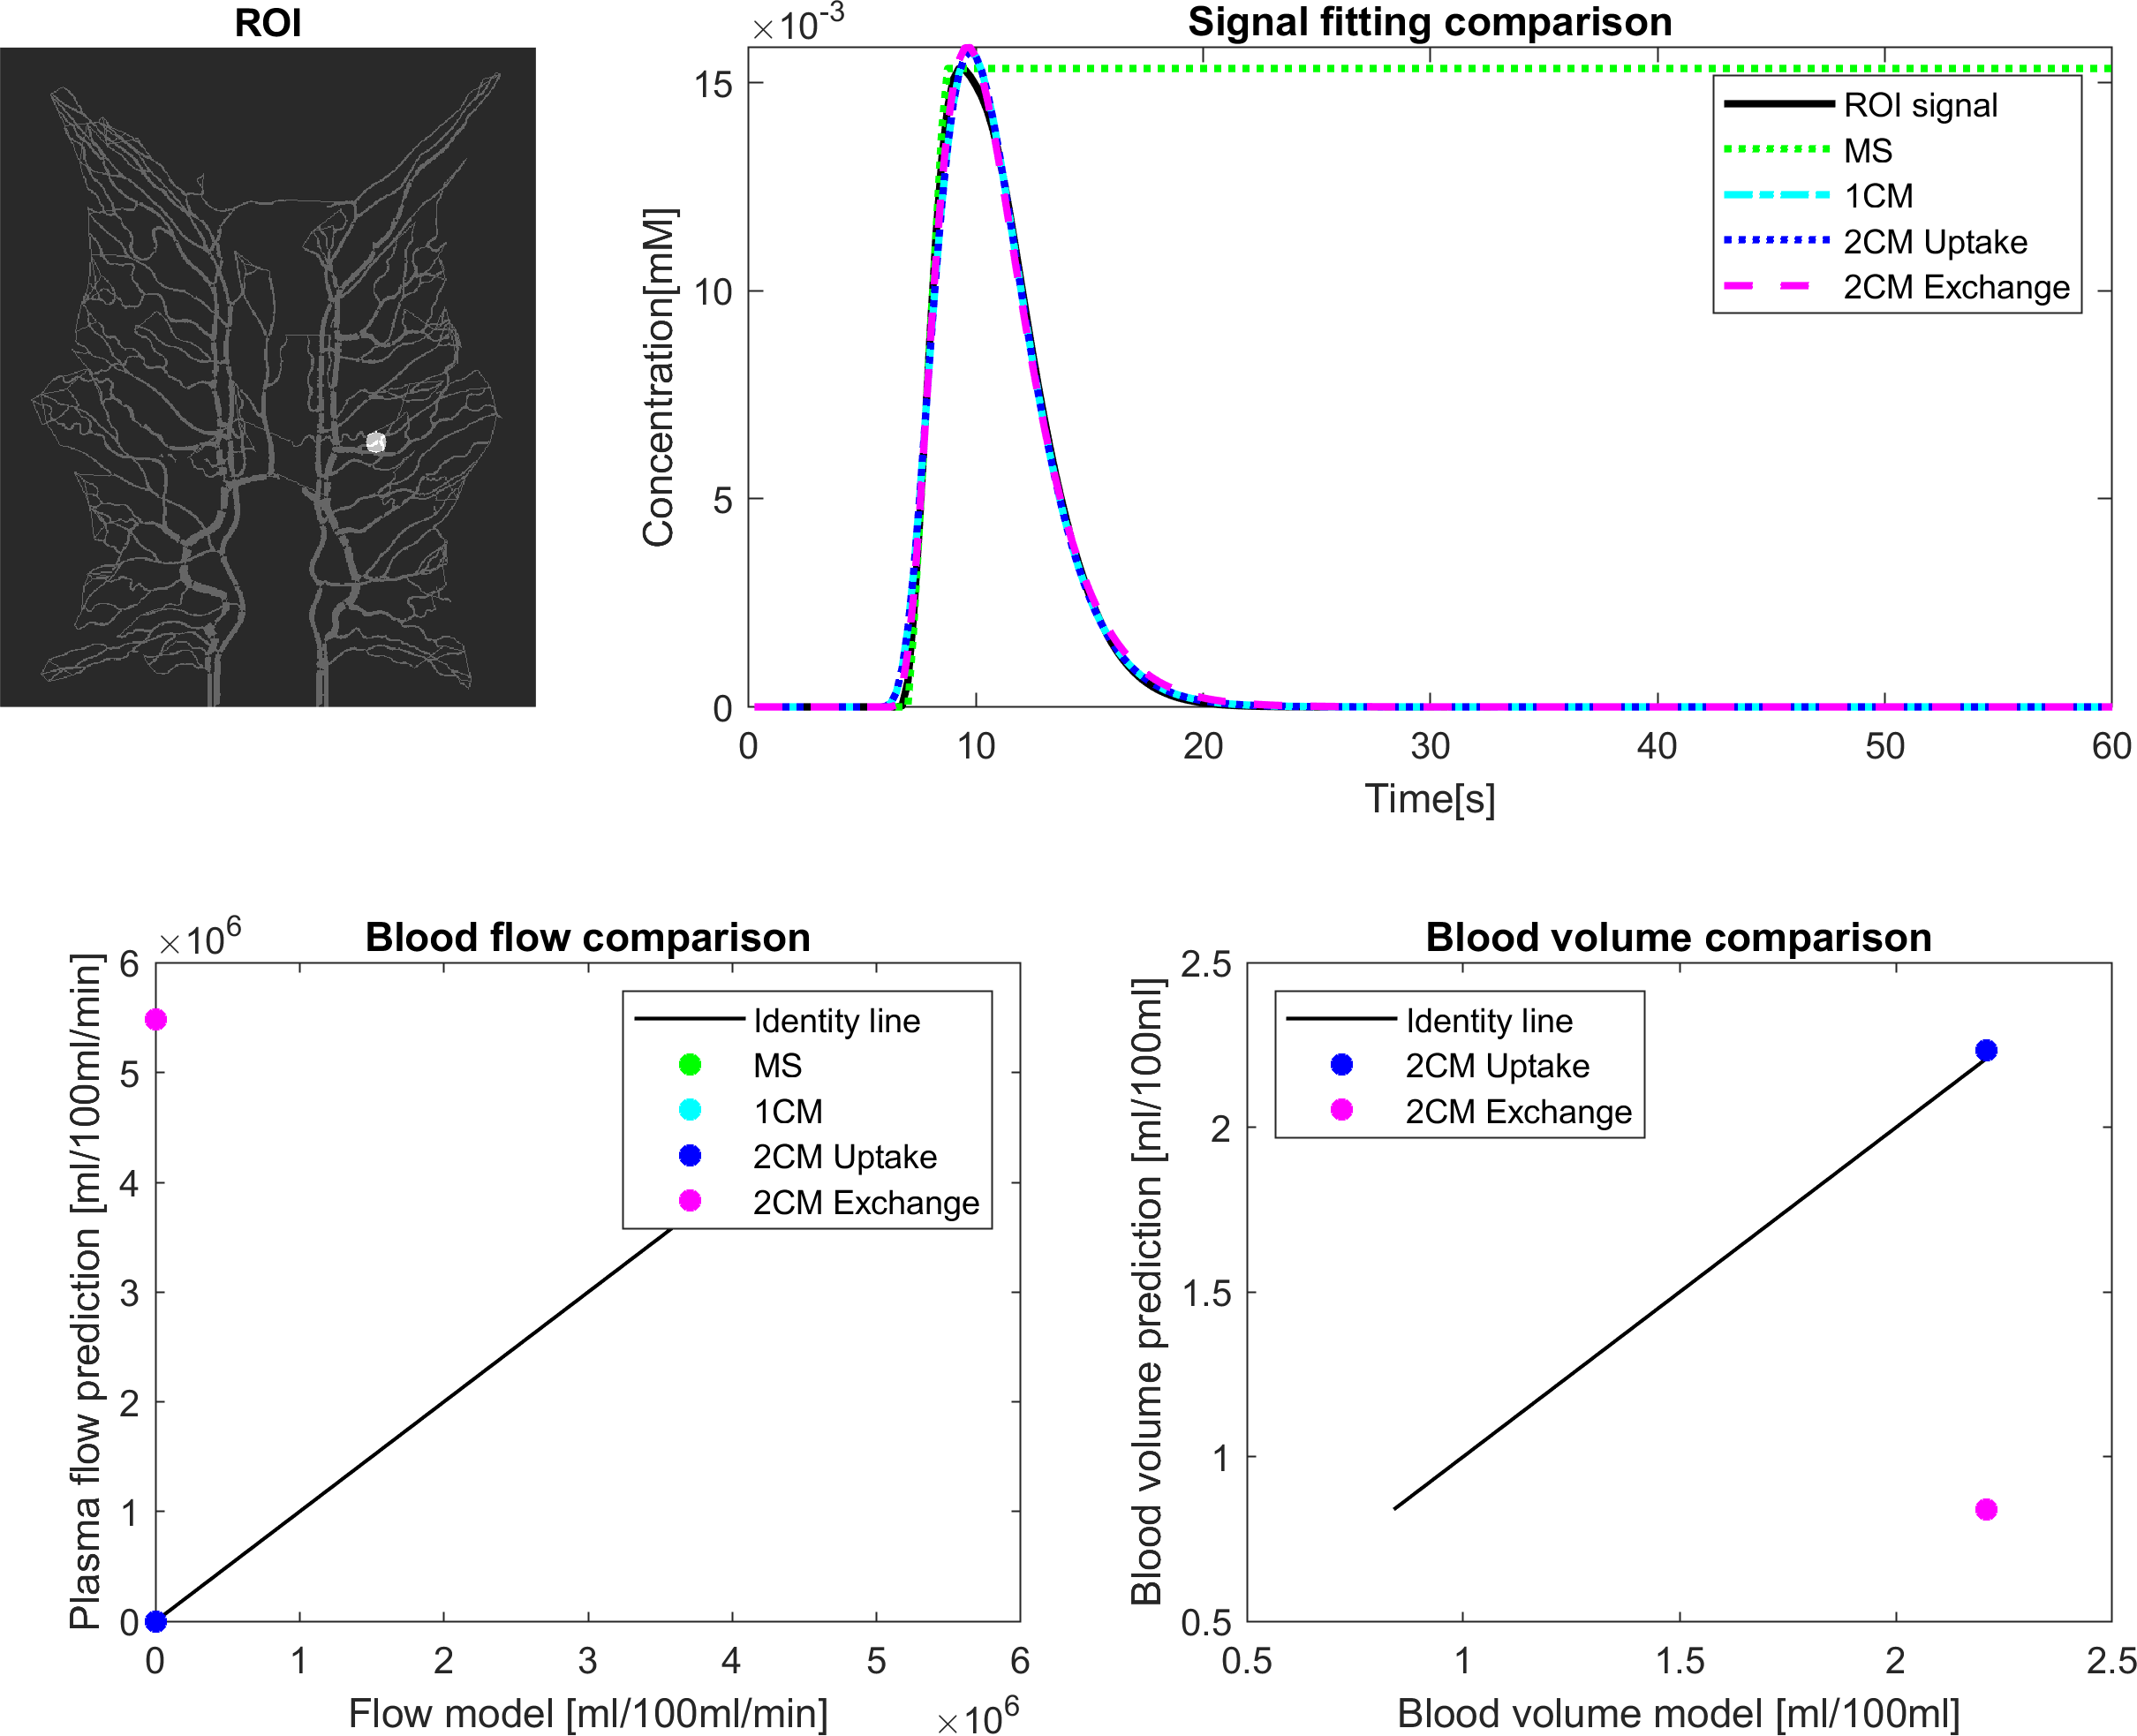 ROI
Signal fitting comparison
×10-3
15
10
5
0
Concentration[mM]
0 10 20 30 40 50 60
Time[s]
ROI signal
MS
1CM
2CM Uptake
2CM Exchange
Blood flow comparison
×106
6
5
4
3
2
1
0
Plasma flow prediction [ml/100ml/min]
0 1 2 3 4 5 6
Flow model [ml/100ml/min]
×106
Identity line
MS
1CM
2CM Uptake
2CM Exchange
Blood volume comparison
2.5
2
1.5
1
0.5
Blood volume prediction [ml/100ml]
0.5 1 1.5 2 2.5
Blood volume model [ml/100ml]
Identity line
2CM Uptake
2CM Exchange